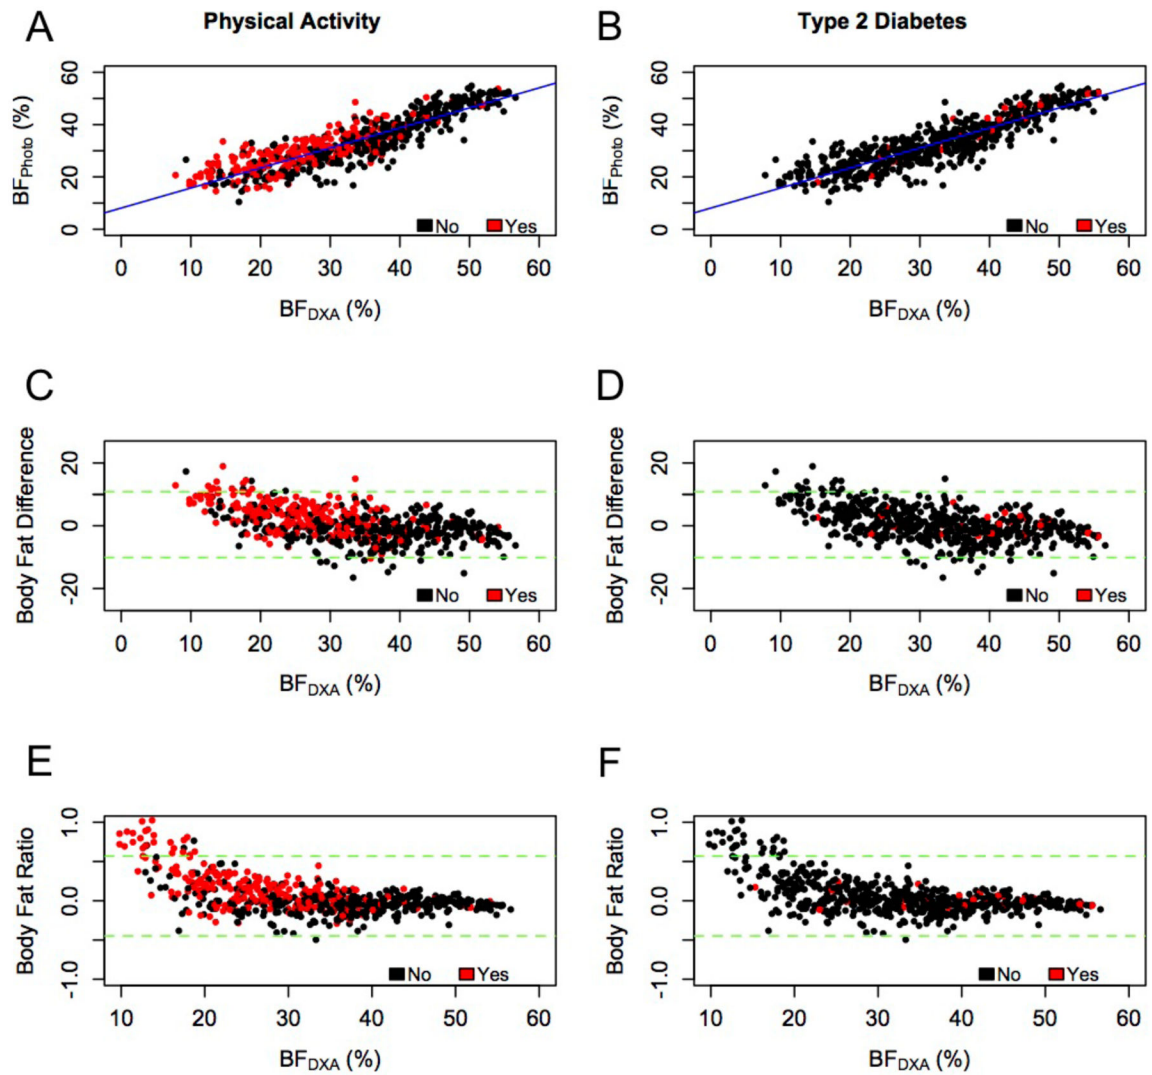 A
Physical Activity
B
Type 2 Diabetes
BFPhoto (%)
60
40
20
0
No
Yes
0 10 20 30 40 50 60
BFDXA (%)
BFPhoto (%)
60
40
20
0
No
Yes
0 10 20 30 40 50 60
BFDXA (%)
C
Body Fat Difference
20
0
-20
No
Yes
0 10 20 30 40 50 60
BFDXA (%)
D
Body Fat Difference
20
0
-20
No
Yes
0 10 20 30 40 50 60
BFDXA (%)
E
Body Fat Ratio
1.0
0.0
-1.0
No
Yes
10 20 30 40 50 60
BFDXA (%)
F
Body Fat Ratio
1.0
0.0
-1.0
No
Yes
10 20 30 40 50 60
BFDXA (%)